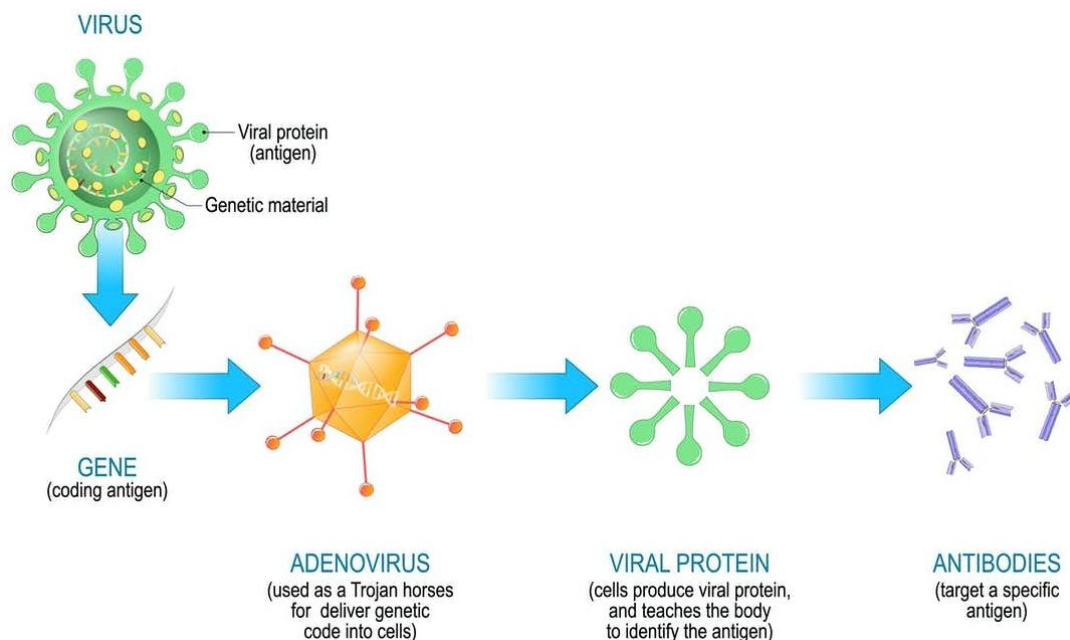 VIRUS
Viral protein
(antigen)
Genetic material
GENE
(coding antigen)
ADENOVIRUS
(used as a Trojan horses
for deliver genetic
code into cells)
VIRAL PROTEIN
(cells produce viral protein,
and teaches the body
to identify the antigen)
ANTIBODIES
(target a specific
antigen)